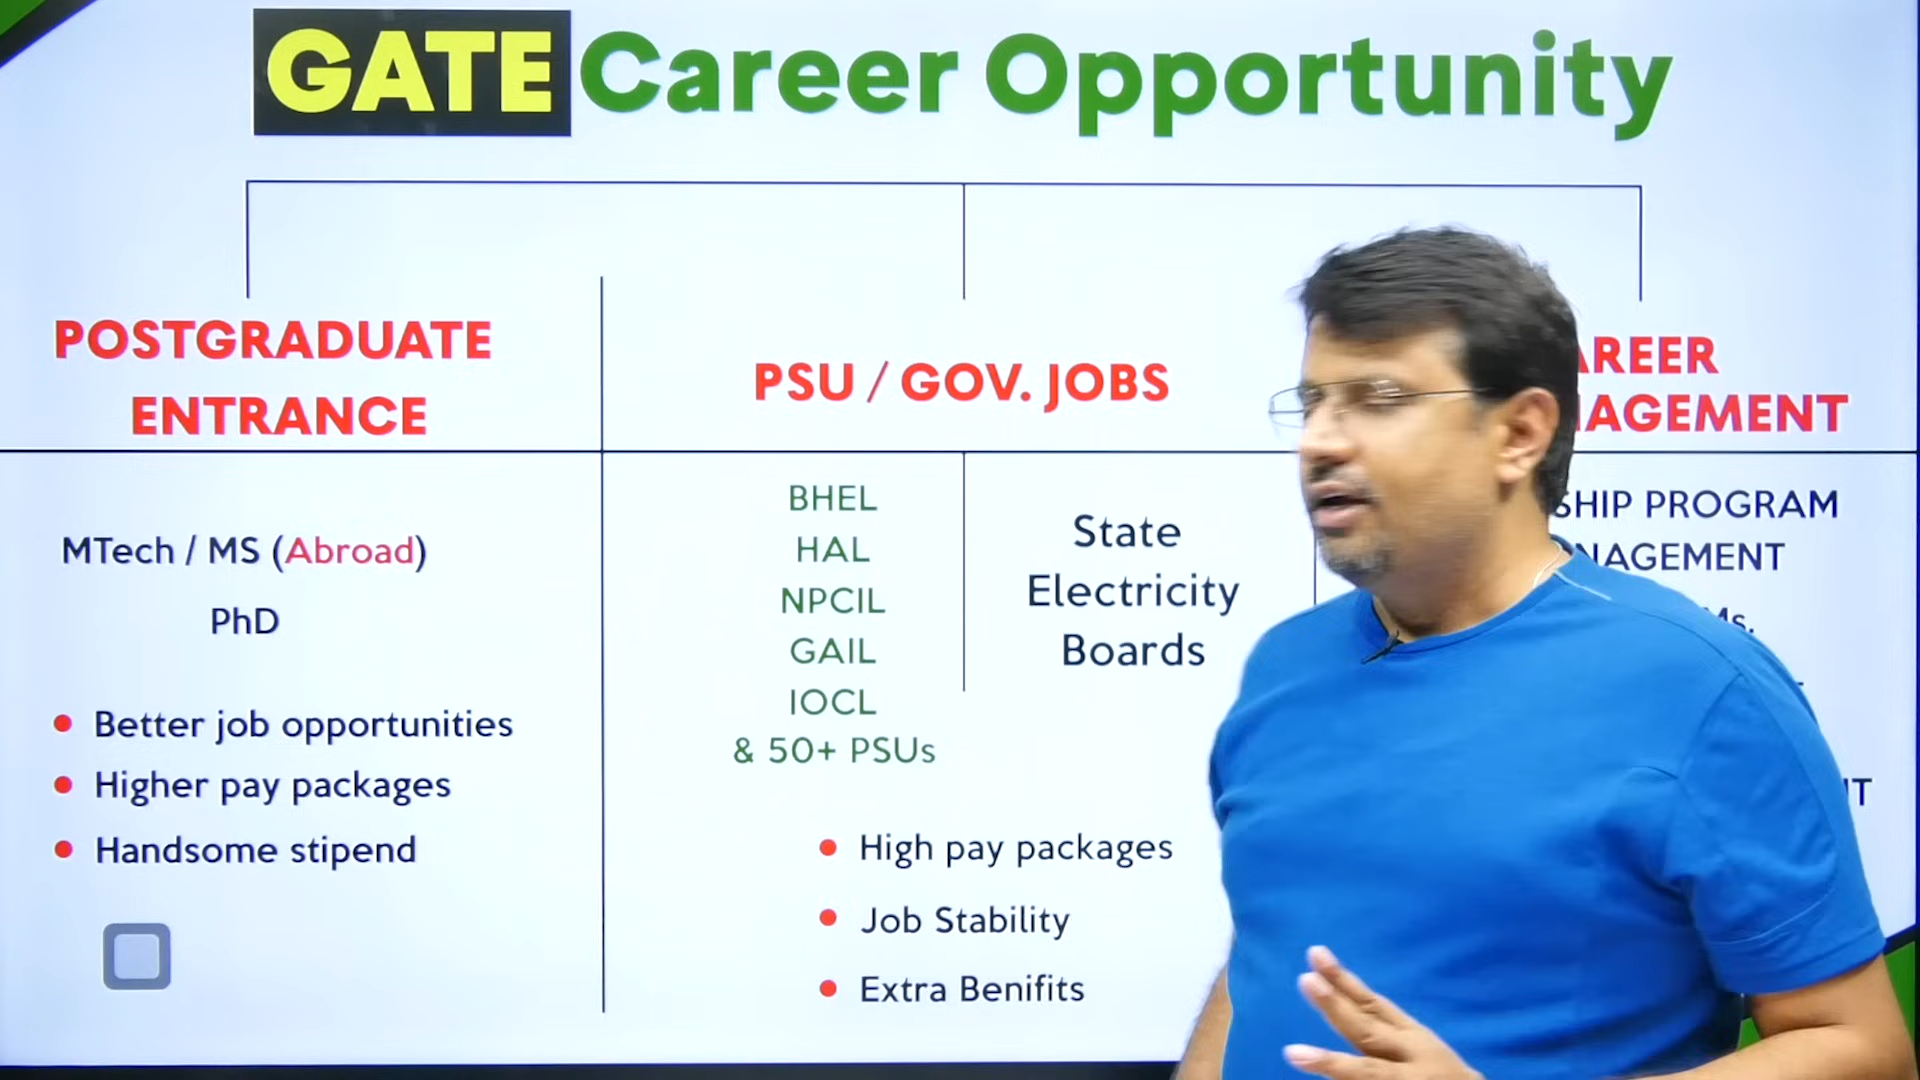 GATE Career Opportunity
POSTGRADUATE
ENTRANCE
MTech / MS (Abroad)
PhD
Better job opportunities
Higher pay packages
Handsome stipend
PSU / GOV. JOBS
BHEL
HAL
NPCIL
GAIL
IOCL
& 50+ PSUs
State
Electricity
Boards
High pay packages
Job Stability
Extra Benifits
PROGRAM